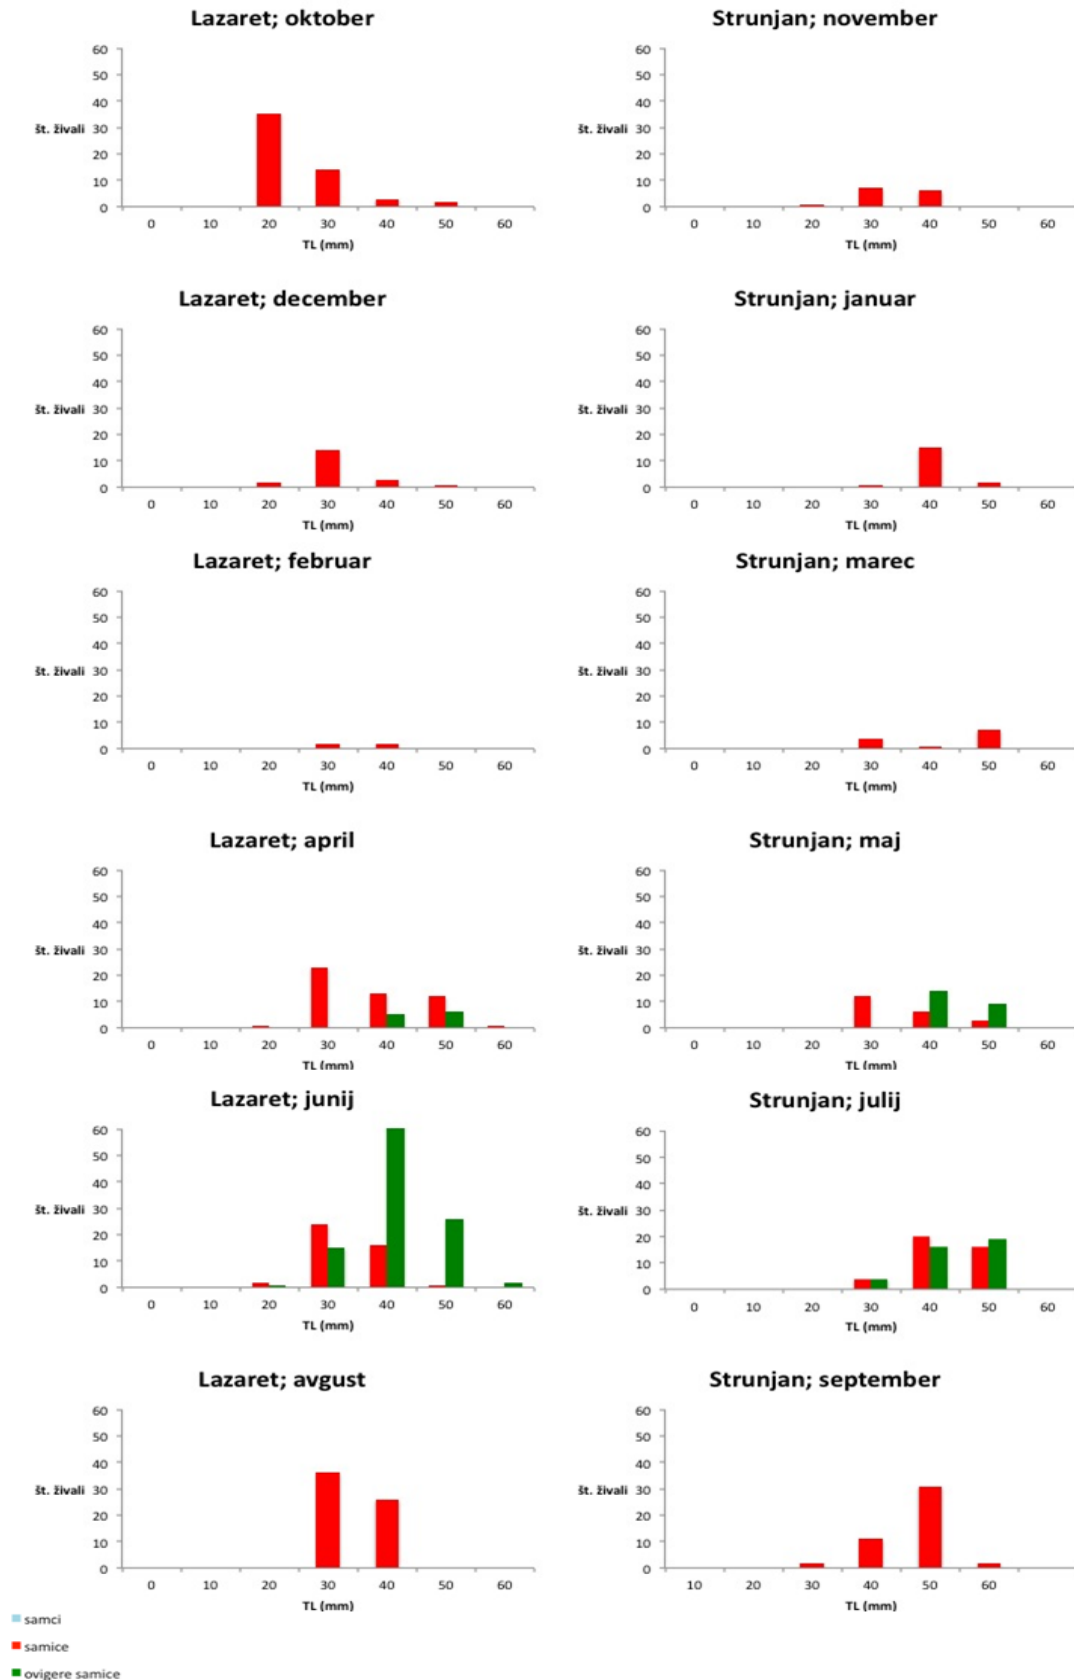 Lazaret; oktober
60
50
40
št. živali 30
20
10
0
0 10 20 30 40 50 60
TL (mm)
Strunjan; november
60
50
40
št. živali 30
20
10
0
0 10 20 30 40 50 60
TL (mm)
Lazaret; december
60
50
40
št. živali 30
20
10
0
0 10 20 30 40 50 60
TL (mm)
Strunjan; januar
60
50
40
št. živali 30
20
10
0
0 10 20 30 40 50 60
TL (mm)
Lazaret; februar
60
50
40
št. živali 30
20
10
0
0 10 20 30 40 50 60
TL (mm)
Strunjan; marec
60
50
40
št. živali 30
20
10
0
0 10 20 30 40 50 60
TL (mm)
Lazaret; april
60
50
40
št. živali 30
20
10
0
0 10 20 30 40 50 60
TL (mm)
Strunjan; maj
60
50
40
št. živali 30
20
10
0
0 10 20 30 40 50 60
TL (mm)
Lazaret; junij
60
50
40
št. živali 30
20
10
0
0 10 20 30 40 50 60
TL (mm)
Strunjan; julij
60
50
40
št. živali 30
20
10
0
0 10 20 30 40 50 60
TL (mm)
Lazaret; avgust
60
50
40
št. živali 30
20
10
0
0 10 20 30 40 50 60
TL (mm)
Strunjan; september
60
50
40
št. živali 30
20
10
0
10 20 30 40 50 60
TL (mm)
samci
samice
ovigere samice